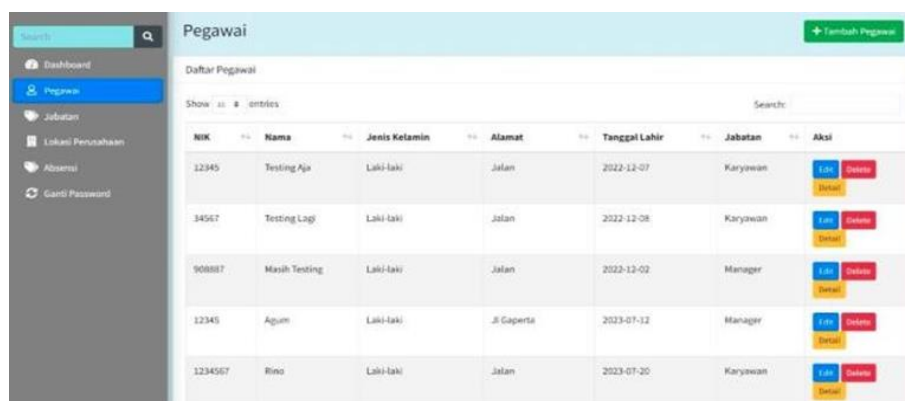 Search
Dashboard
Pegawai
Jabatan
Lokasi Perusahaan
Absensi
Ganti Password
Pegawai
+ Tambah Pegawai
Daftar Pegawai
Show entries
Search:
NIK Nama Jenis Kelamin Alamat Tanggal Lahir Jabatan Aksi
12345 Testing Aja Laki-laki Jalan 2022-12-07 Karyawan Edit Delete
Detail
34567 Testing Lagi Laki-laki Jalan 2022-12-08 Karyawan Edit Delete
Detail
908887 Masih Testing Laki-laki Jalan 2022-12-02 Manager Edit Delete
Detail
12345 Agum Laki-laki Jl Gaperta 2023-07-12 Manager Edit Delete
Detail
1234567 Rino Laki-laki Jalan 2023-07-20 Karyawan Edit Delete
Detail